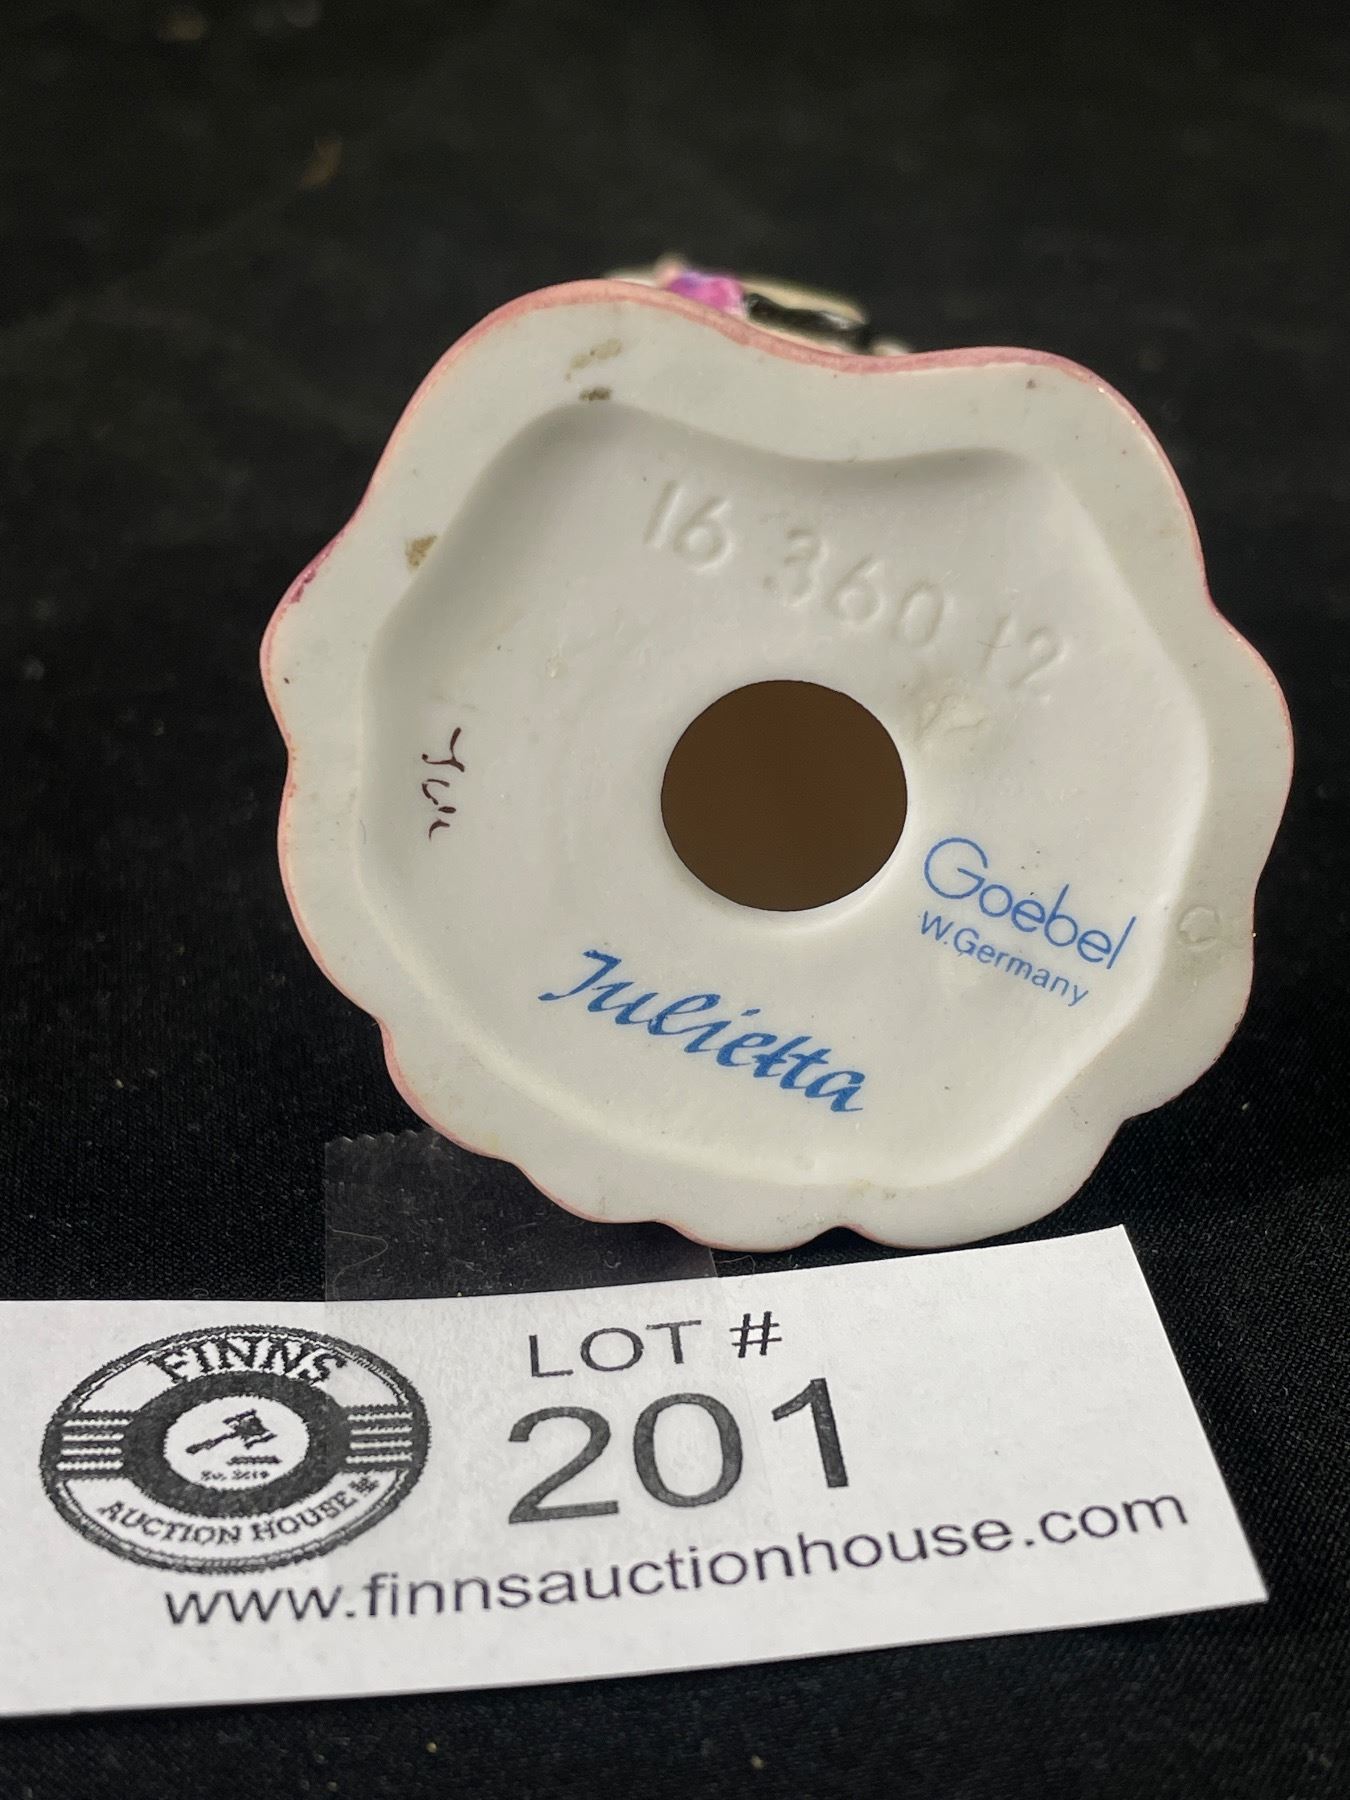 16 360 12
Goebel
W.Germany
Julietta
FINNS
AUCTION HOUSE
LOT #
201
www.finnsauctionhouse.com